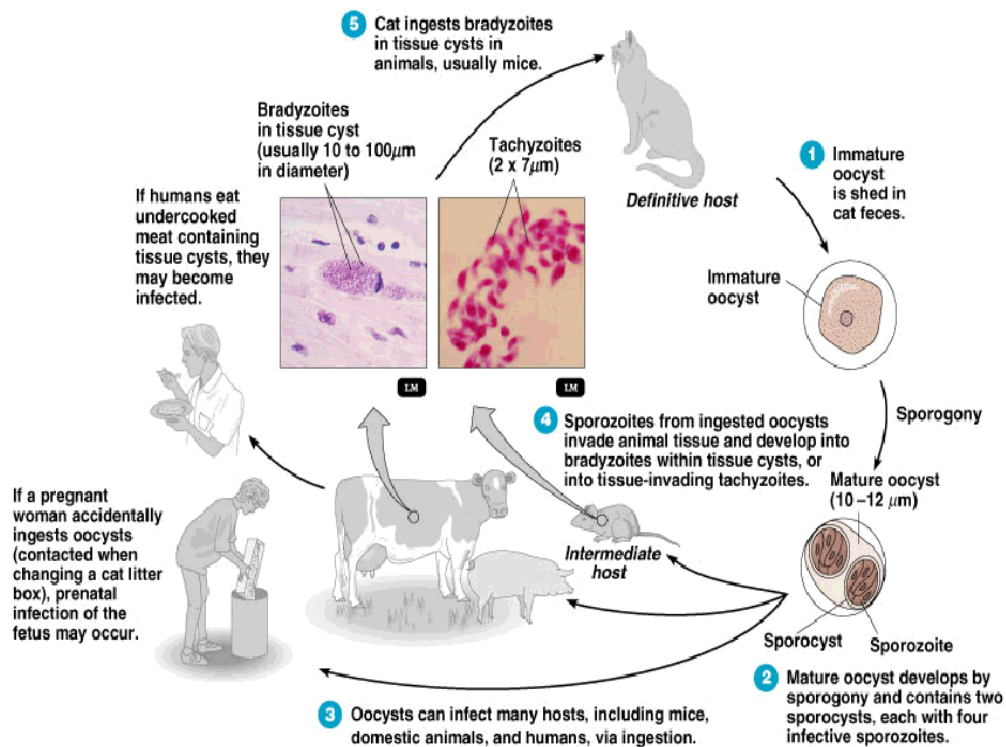 5 Cat ingests bradyzoites
in tissue cysts in
animals, usually mice.
Bradyzoites
in tissue cyst
(usually 10 to 100μm
in diameter)
Tachyzoites
(2 x 7μm)
Definitive host
1 Immature
oocyst
is shed in
cat feces.
If humans eat
undercooked
meat containing
tissue cysts, they
may become
infected.
Immature
oocyst
LM
LM
Sporogony
4 Sporozoites from ingested oocysts
invade animal tissue and develop into
bradyzoites within tissue cysts, or
into tissue-invading tachyzoites.
Mature oocyst
(10 –12 μm)
If a pregnant
woman accidentally
ingests oocysts
(contacted when
changing a cat litter
box), prenatal
infection of the
fetus may occur.
Intermediate
host
Sporocyst
Sporozoite
2 Mature oocyst develops by
sporogony and contains two
sporocysts, each with four
infective sporozoites.
3 Oocysts can infect many hosts, including mice,
domestic animals, and humans, via ingestion.